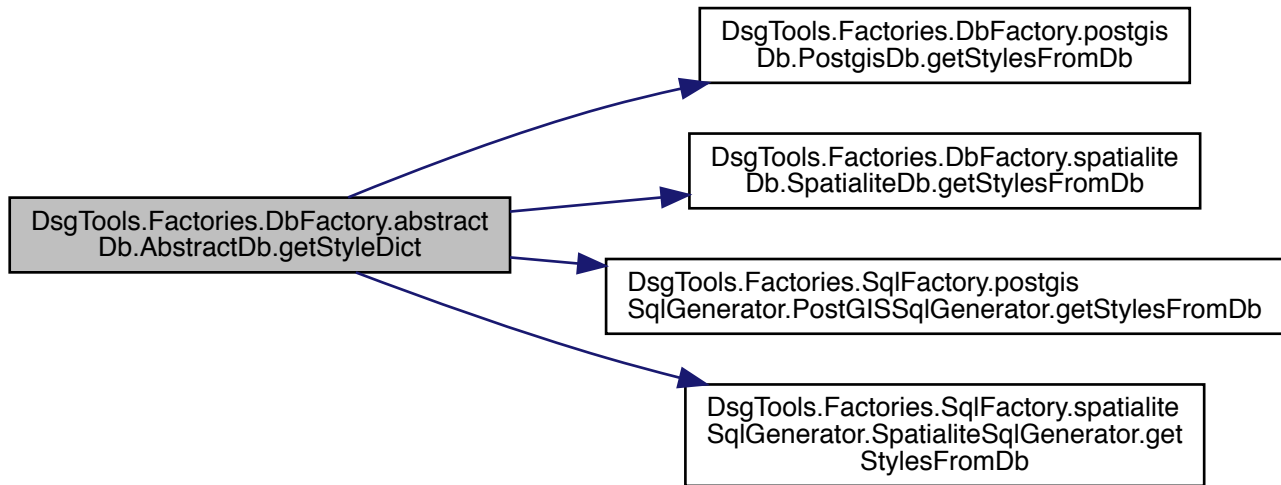 DsgTools.Factories.DbFactory.abstract
Db.AbstractDb.getStyleDict
DsgTools.Factories.DbFactory.postgis
Db.PostgisDb.getStylesFromDb
DsgTools.Factories.DbFactory.spatialite
Db.SpatialiteDb.getStylesFromDb
DsgTools.Factories.SqlFactory.postgis
SqlGenerator.PostGISSqlGenerator.getStylesFromDb
DsgTools.Factories.SqlFactory.spatialite
SqlGenerator.SpatialiteSqlGenerator.get
StylesFromDb